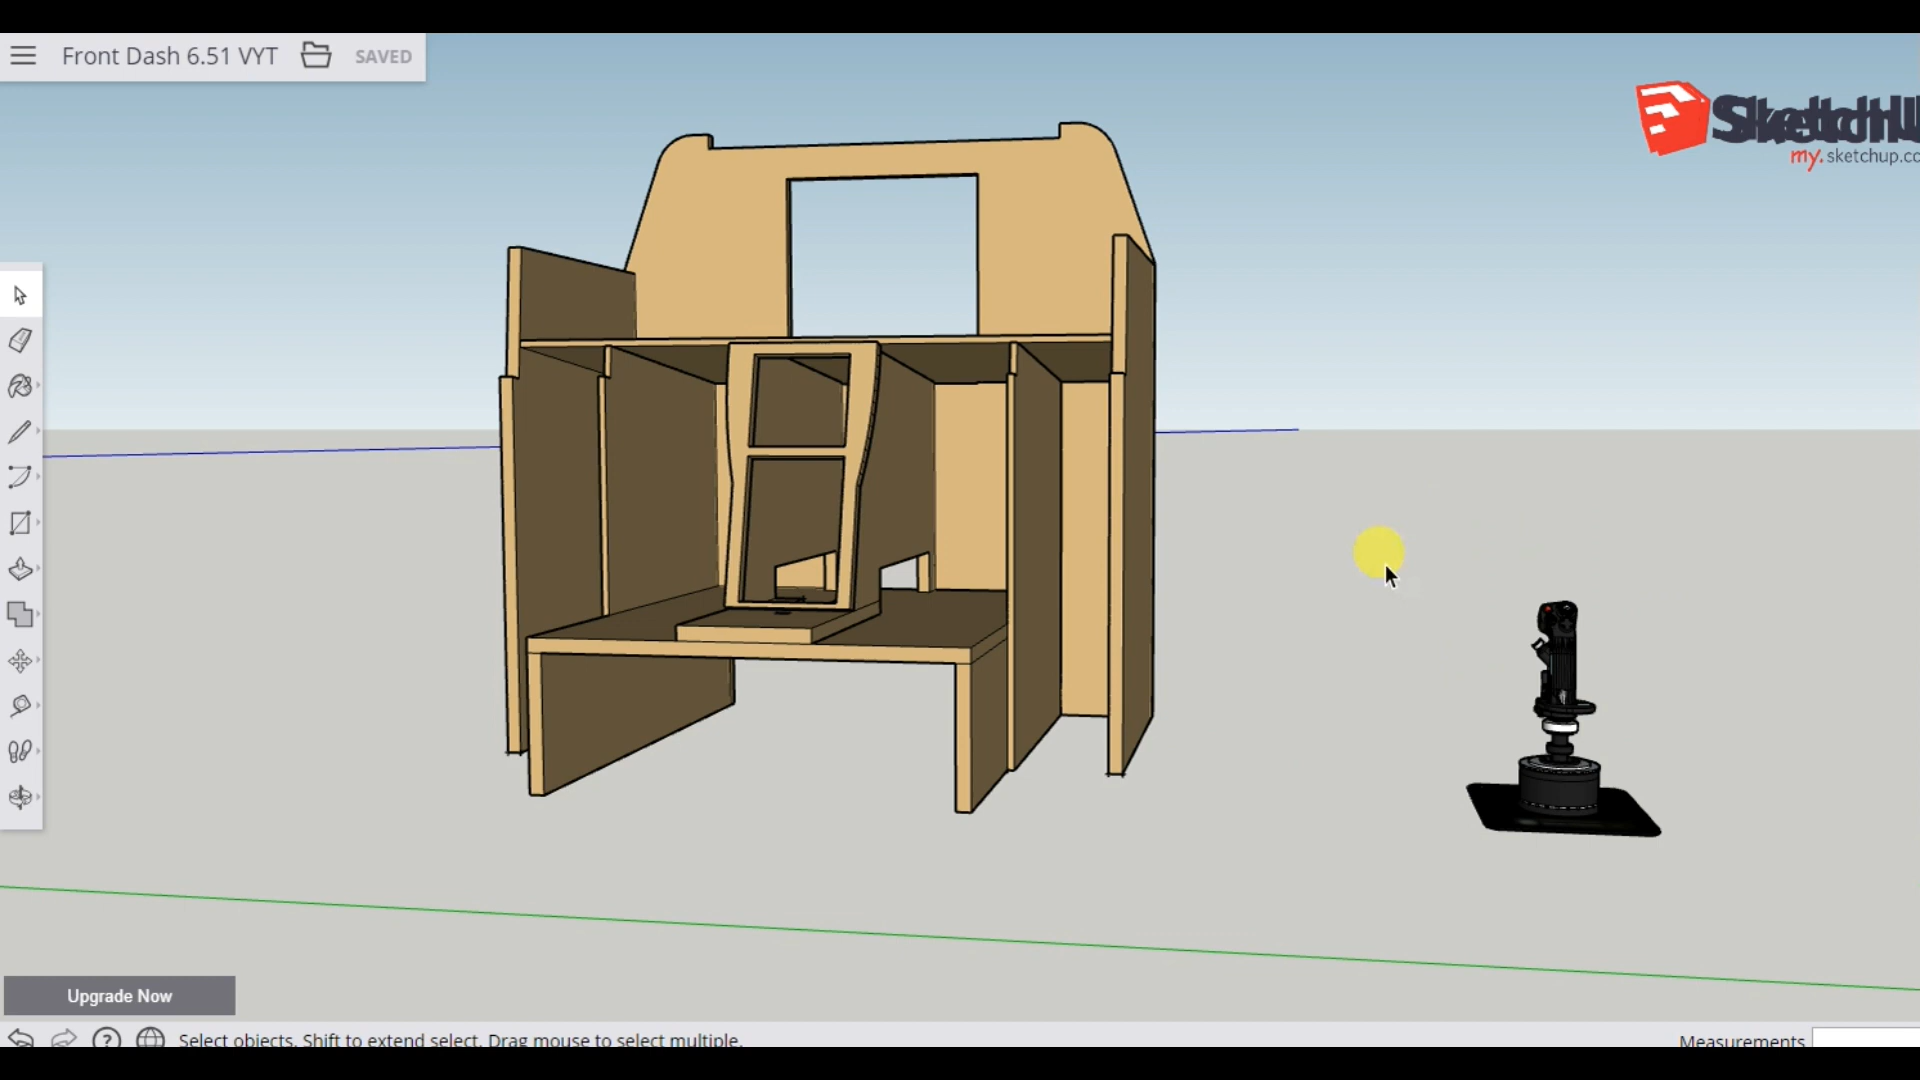 Front Dash 6.51 VYT
SAVED
my.sketchup.co
Upgrade Now
Select objects. Shift to extend select. Drag mouse to select multiple.
Measurements